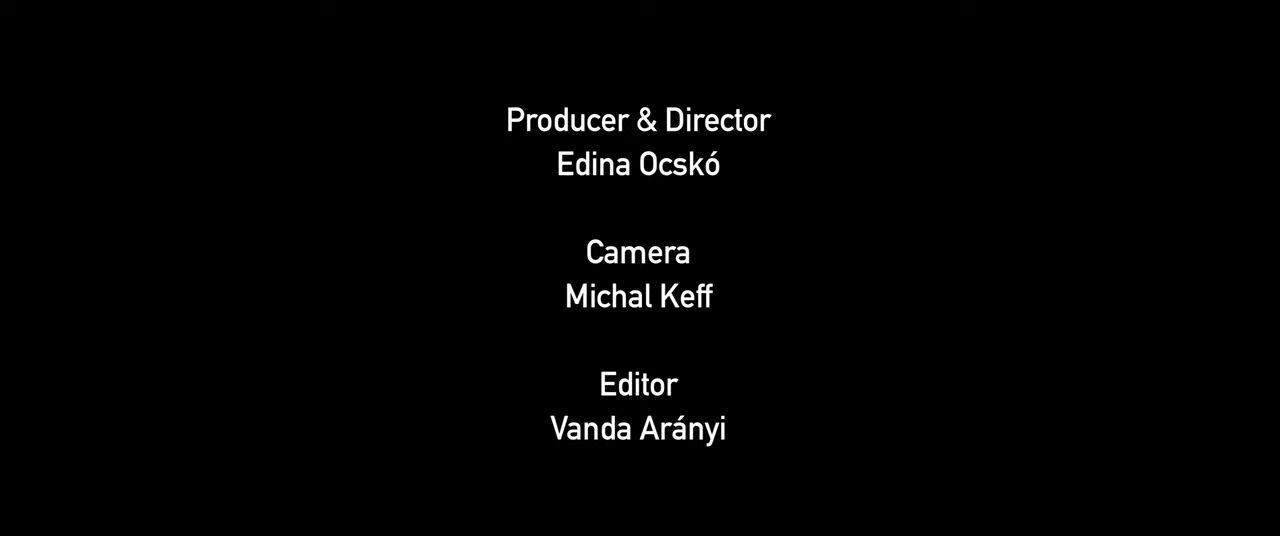 Producer & Director
Edina Ocskó
Camera
Michal Keff
Editor
Vanda Arányi